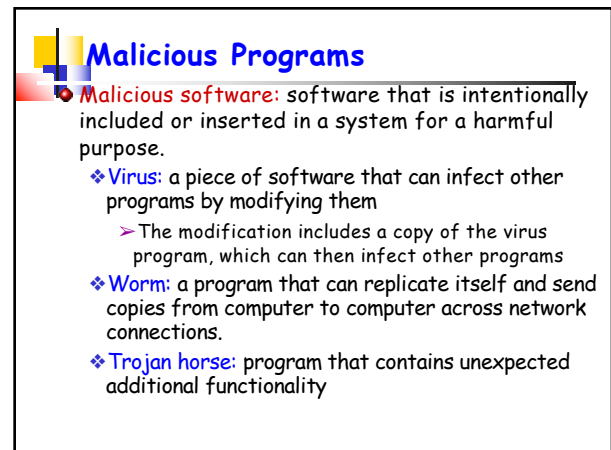 Malicious Programs
Malicious software: software that is intentionally
included or inserted in a system for a harmful
purpose.
❖Virus: a piece of software that can infect other
programs by modifying them
➢The modification includes a copy of the virus
program, which can then infect other programs
❖Worm: a program that can replicate itself and send
copies from computer to computer across network
connections.
❖Trojan horse: program that contains unexpected
additional functionality